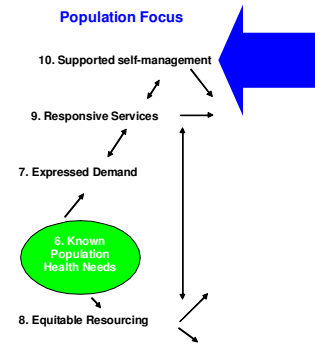 Population Focus
10. Supported self-management
9. Responsive Services
7. Expressed Demand
6. Known
Population
Health Needs
8. Equitable Resourcing